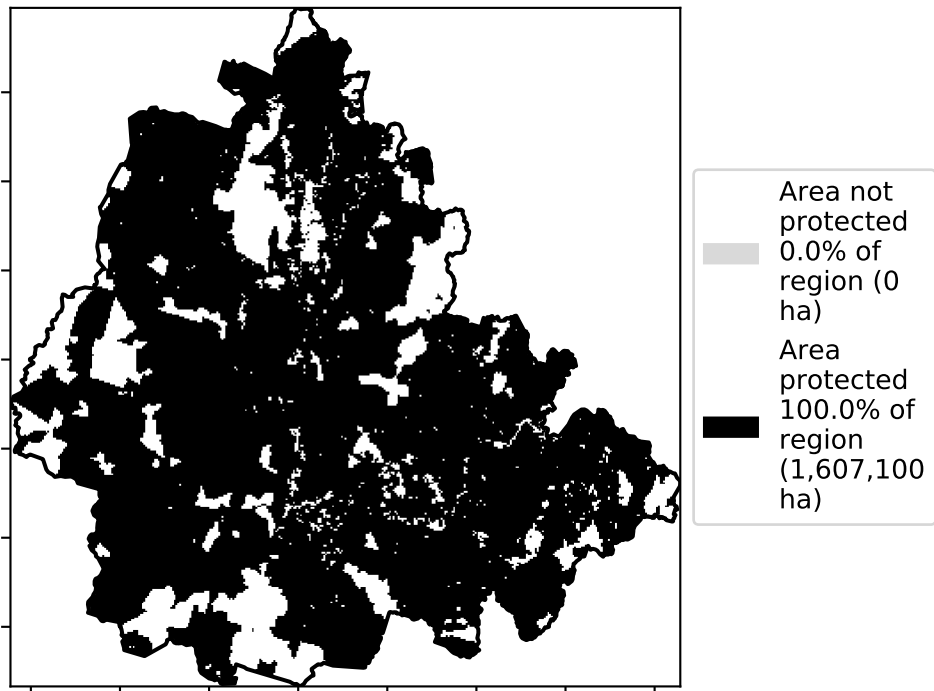 Area not
protected
0.0% of
region (0
ha)
Area
protected
100.0% of
region
(1,607,100
ha)